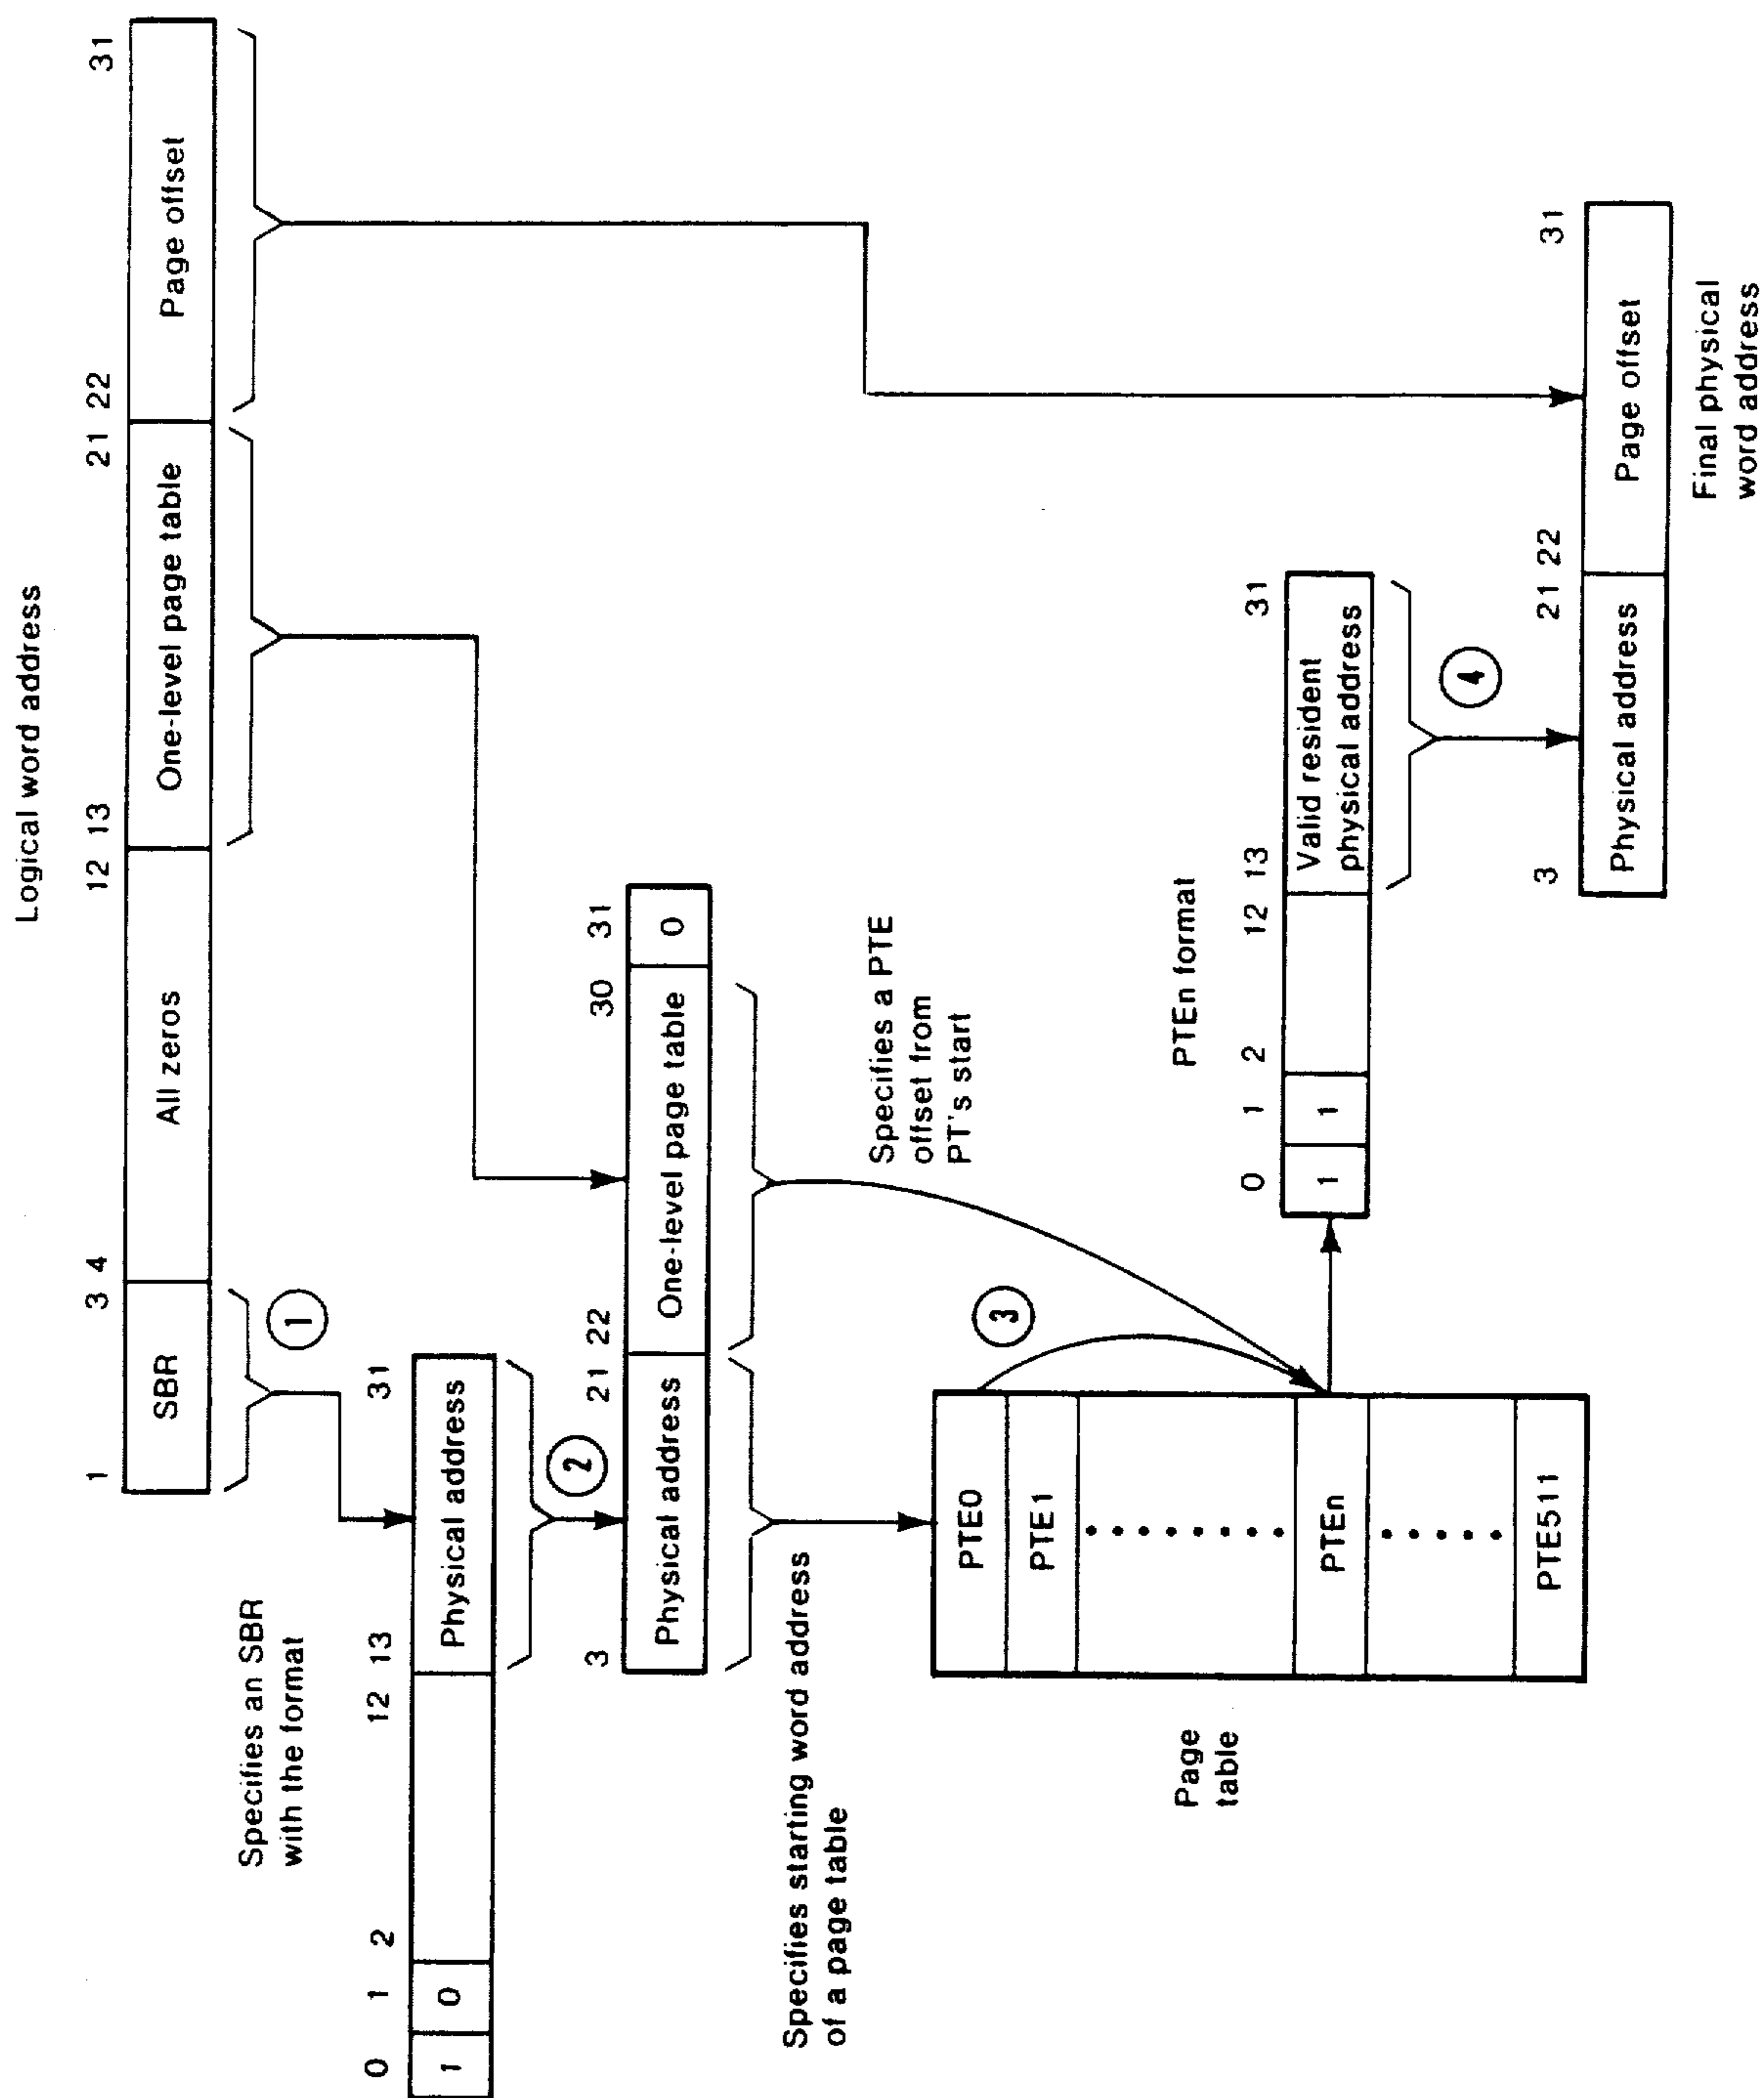 Logical word address
1 3 4 12 13 21 22 31
SBR All zeros One-level page table Page offset
1
Specifies an SBR
with the format
0 1 2 12 13 31
1 0 Physical address
2
3 21 22 30 31
Physical address One-level page table 0
Specifies starting word address
of a page table
Specifies a PTE
offset from
PT's start
3
Page
table
PTE0
PTE1
PTEn
PTE511
PTEn format
0 1 2 12 13 31
1 1 Valid resident
physical address
4
3 21 22 31
Physical address Page offset
Final physical
word address